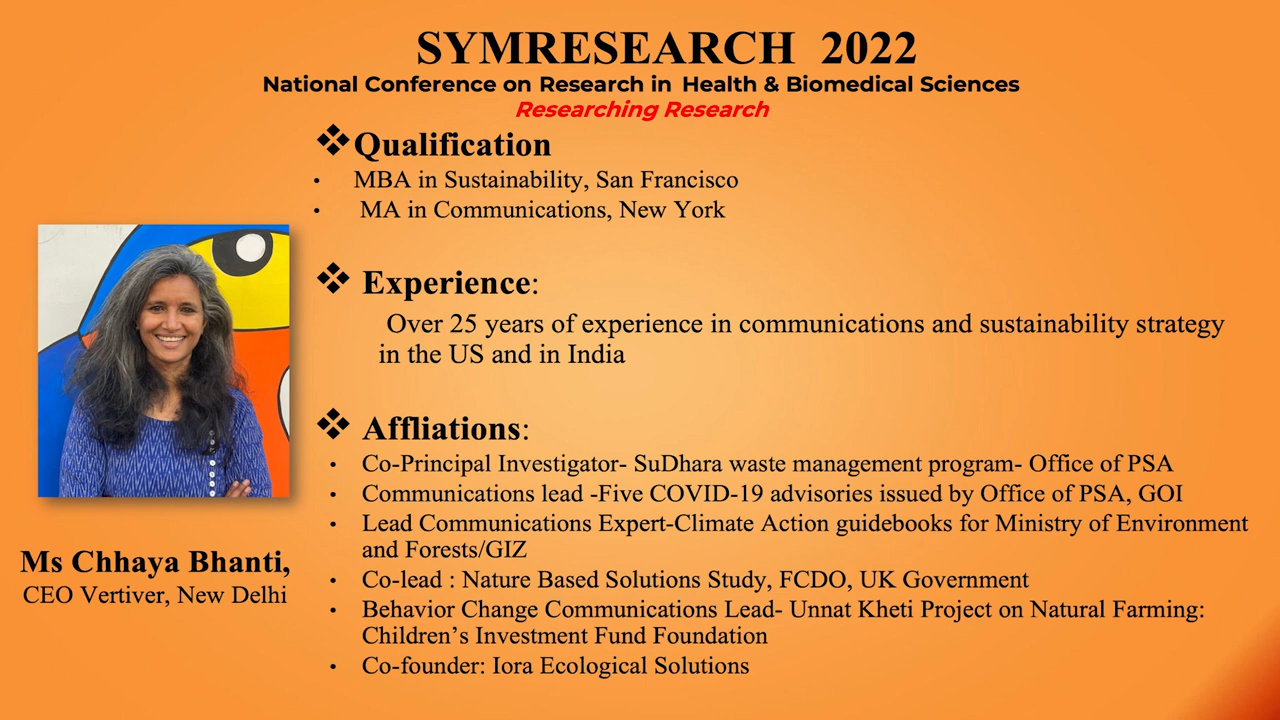 SYMRESEARCH 2022
National Conference on Research in Health & Biomedical Sciences
Researching Research
❖Qualification
• MBA in Sustainability, San Francisco
• MA in Communications, New York
❖ Experience:
Over 25 years of experience in communications and sustainability strategy
in the US and in India
❖ Affliations:
• Co-Principal Investigator- SuDhara waste management program- Office of PSA
• Communications lead -Five COVID-19 advisories issued by Office of PSA, GOI
• Lead Communications Expert-Climate Action guidebooks for Ministry of Environment
and Forests/GIZ
• Co-lead : Nature Based Solutions Study, FCDO, UK Government
• Behavior Change Communications Lead- Unnat Kheti Project on Natural Farming:
Children’s Investment Fund Foundation
• Co-founder: Iora Ecological Solutions
Ms Chhaya Bhanti,
CEO Vertiver, New Delhi